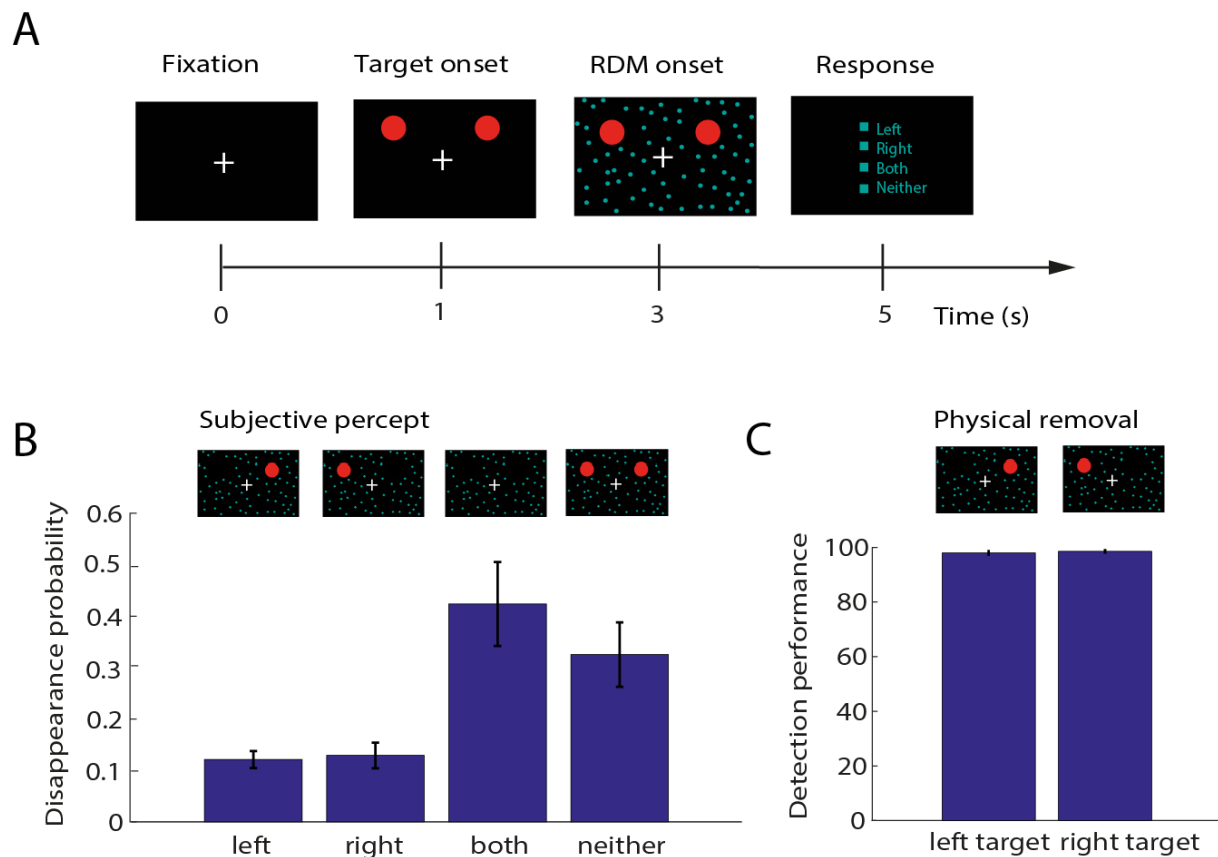 A
Fixation
Target onset
RDM onset
Response
Left
Right
Both
Neither
0
1
3
5
Time (s)
B
Subjective percept
Disappearance probability
0.6
0.5
0.4
0.3
0.2
0.1
0
left
right
both
neither
C
Physical removal
Detection performance
100
80
60
40
20
0
left target
right target